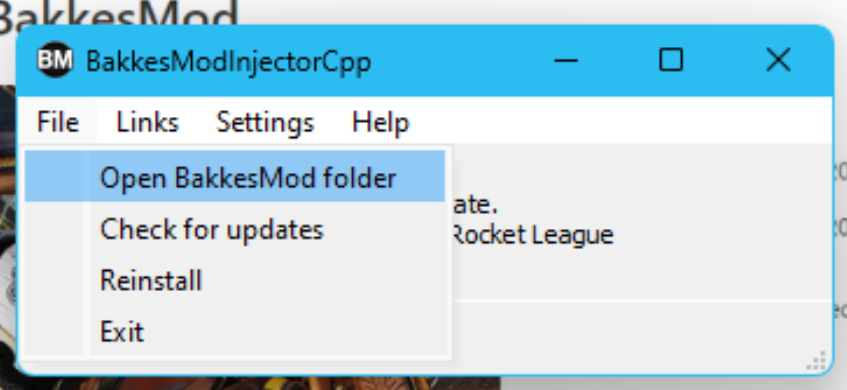 BakkesMod
BM BakkesModInjectorCpp
File Links Settings Help
Open BakkesMod folder
ate.
Check for updates
Rocket League
Reinstall
Exit